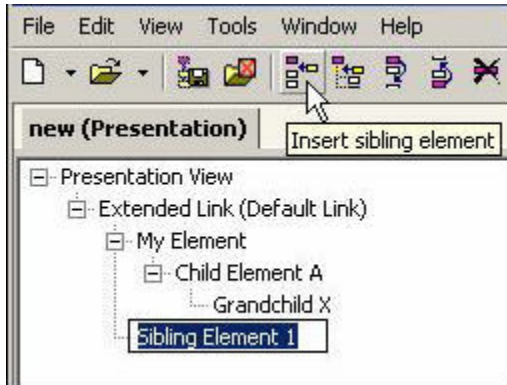 File Edit View Tools Window Help
new (Presentation)
Insert sibling element
Presentation View
Extended Link (Default Link)
My Element
Child Element A
Grandchild X
Sibling Element 1